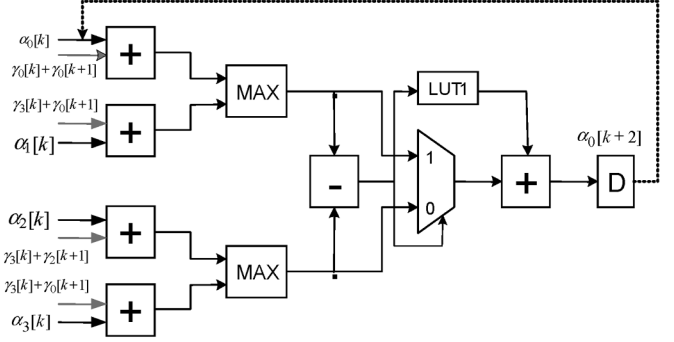 α₀[k]
+
γ₀[k]+γ₀[k+1]
MAX
LUT1
γ₃[k]+γ₀[k+1]
+
α₁[k]
α₀[k+2]
1
-
+
D
0
α₂[k]
+
γ₃[k]+γ₂[k+1]
MAX
γ₃[k]+γ₀[k+1]
+
α₃[k]